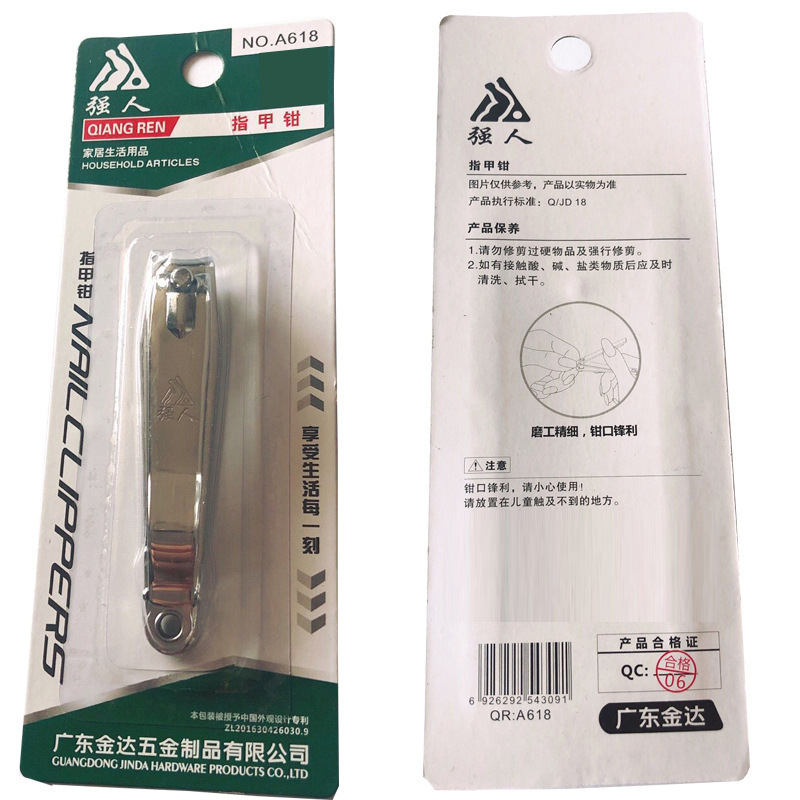 NO.A618
强人
QIANG REN
指甲钳
家居生活用品
HOUSEHOLD ARTICLES
指甲钳 NAIL CLIPPERS
强人
享受生活每一刻
本包装被授予中国外观设计专利
ZL201630426030.9
广东金达五金制品有限公司
GUANGDONG JINDA HARDWARE PRODUCTS CO.,LTD
强人
指甲钳
图片仅供参考，产品以实物为准
产品执行标准：Q/JD 18
产品保养
1.请勿修剪过硬物品及强行修剪。
2.如有接触酸、碱、盐类物质后应及时
清洗、拭干。
磨工精细，钳口锋利
注意
钳口锋利，请小心使用！
请放置在儿童触及不到的地方。
6 926292 543091
QR:A618
产品合格证
QC:
合格
06
广东金达